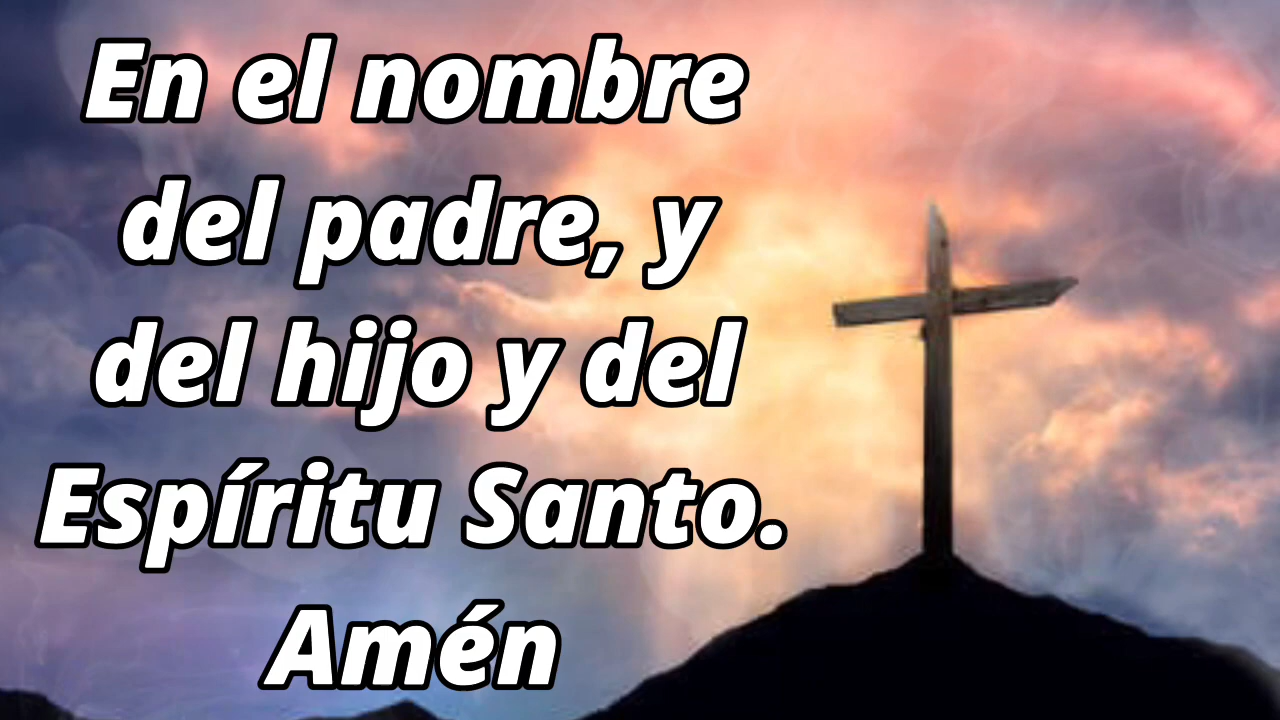 En el nombre
del padre, y
del hijo y del
Espíritu Santo.
Amén